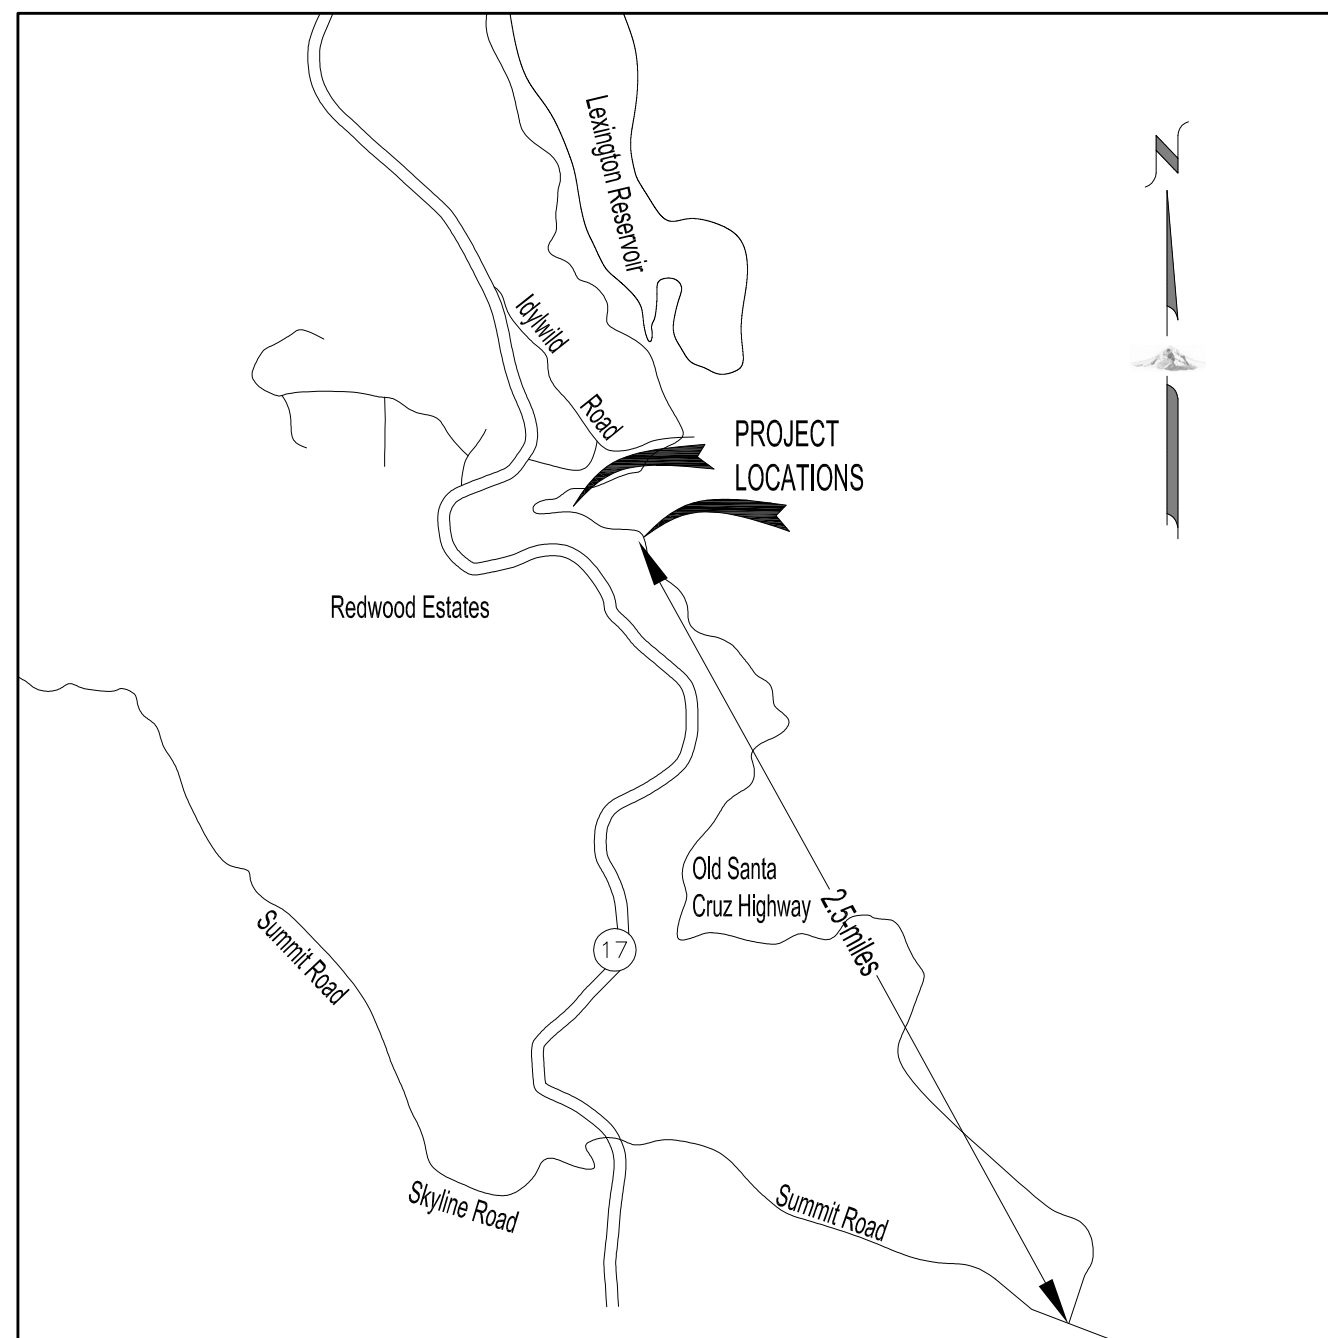 N
Lexington Reservoir
Idylwild
Road
PROJECT
LOCATIONS
Redwood Estates
Old Santa
Cruz Highway
2.5-miles
17
Summit Road
Skyline Road
Summit Road